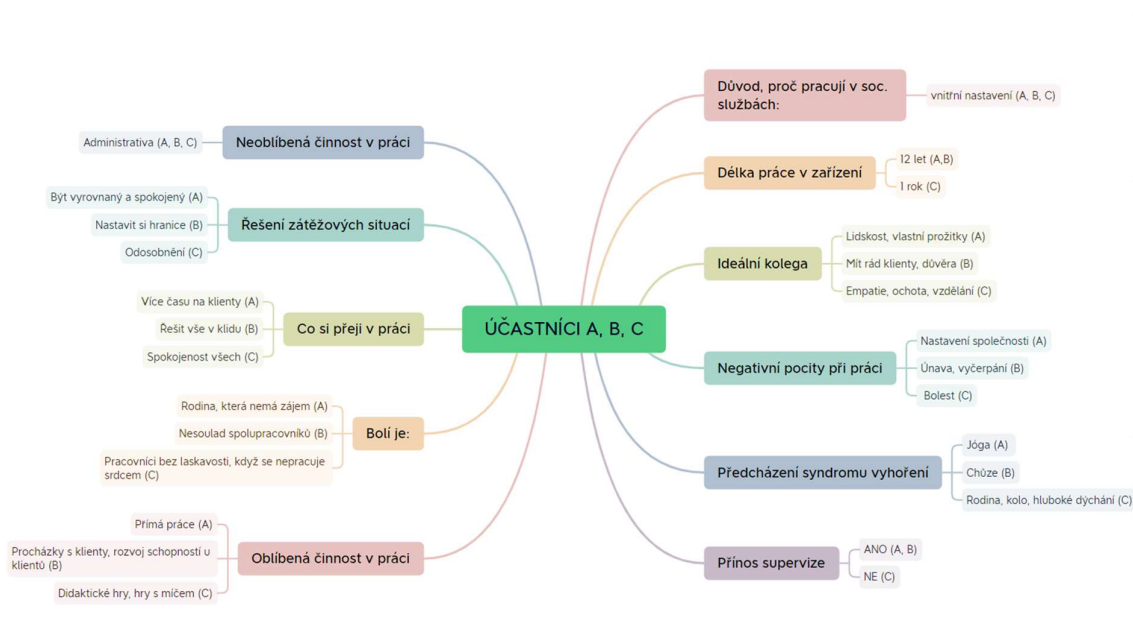 ÚČASTNÍCI A, B, C
Důvod, proč pracují v soc.
službách:
vnitřní nastavení (A, B, C)
Délka práce v zařízení
12 let (A,B)
1 rok (C)
Ideální kolega
Lidskost, vlastní prožitky (A)
Mít rád klienty, důvěra (B)
Empatie, ochota, vzdělání (C)
Negativní pocity při práci
Nastavení společnosti (A)
Únava, vyčerpání (B)
Bolest (C)
Předcházení syndromu vyhoření
Jóga (A)
Chůze (B)
Rodina, kolo, hluboké dýchání (C)
Přínos supervize
ANO (A, B)
NE (C)
Neoblíbená činnost v práci
Administrativa (A, B, C)
Řešení zátěžových situací
Být vyrovnaný a spokojený (A)
Nastavit si hranice (B)
Odosobnění (C)
Co si přeji v práci
Více času na klienty (A)
Řešit vše v klidu (B)
Spokojenost všech (C)
Bolí je:
Rodina, která nemá zájem (A)
Nesoulad spolupracovníků (B)
Pracovníci bez laskavosti, když se nepracuje
srdcem (C)
Oblíbená činnost v práci
Přímá práce (A)
Procházky s klienty, rozvoj schopností u
klientů (B)
Didaktické hry, hry s míčem (C)